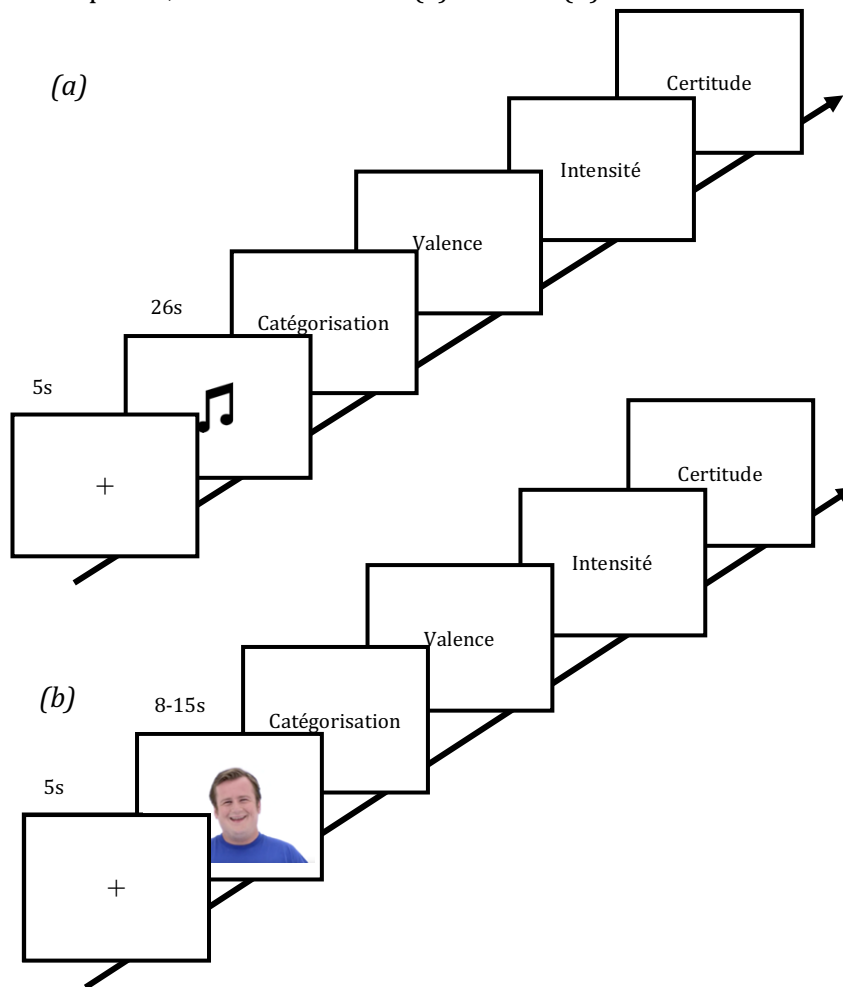 (a)
Certitude
Intensité
Valence
26s
Catégorisation
5s
+
Certitude
Intensité
Valence
(b)
8-15s
Catégorisation
5s
+